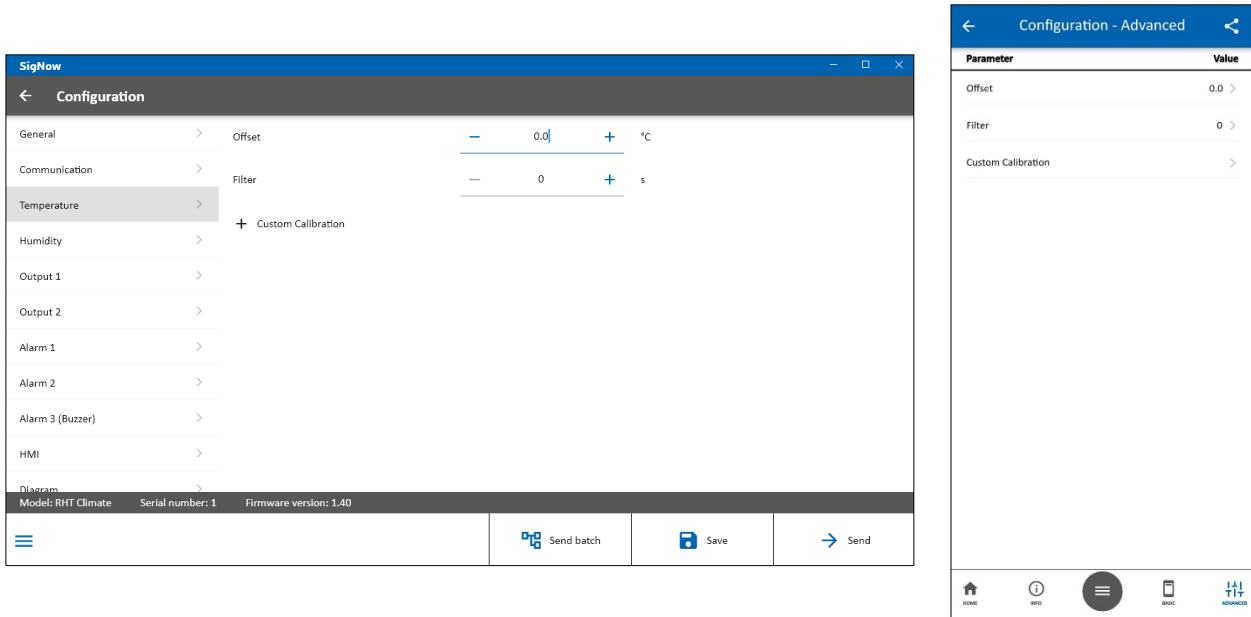 SigNow
Configuration
General
Communication
Temperature
Humidity
Output 1
Output 2
Alarm 1
Alarm 2
Alarm 3 (Buzzer)
HMI
Diagram
Offset 0.0 °C
Filter 0 s
Custom Calibration
Model: RHT Climate Serial number: 1 Firmware version: 1.40
Send batch Save Send
Configuration - Advanced
Parameter Value
Offset 0.0
Filter 0
Custom Calibration
HOME INFO BASIC ADVANCED